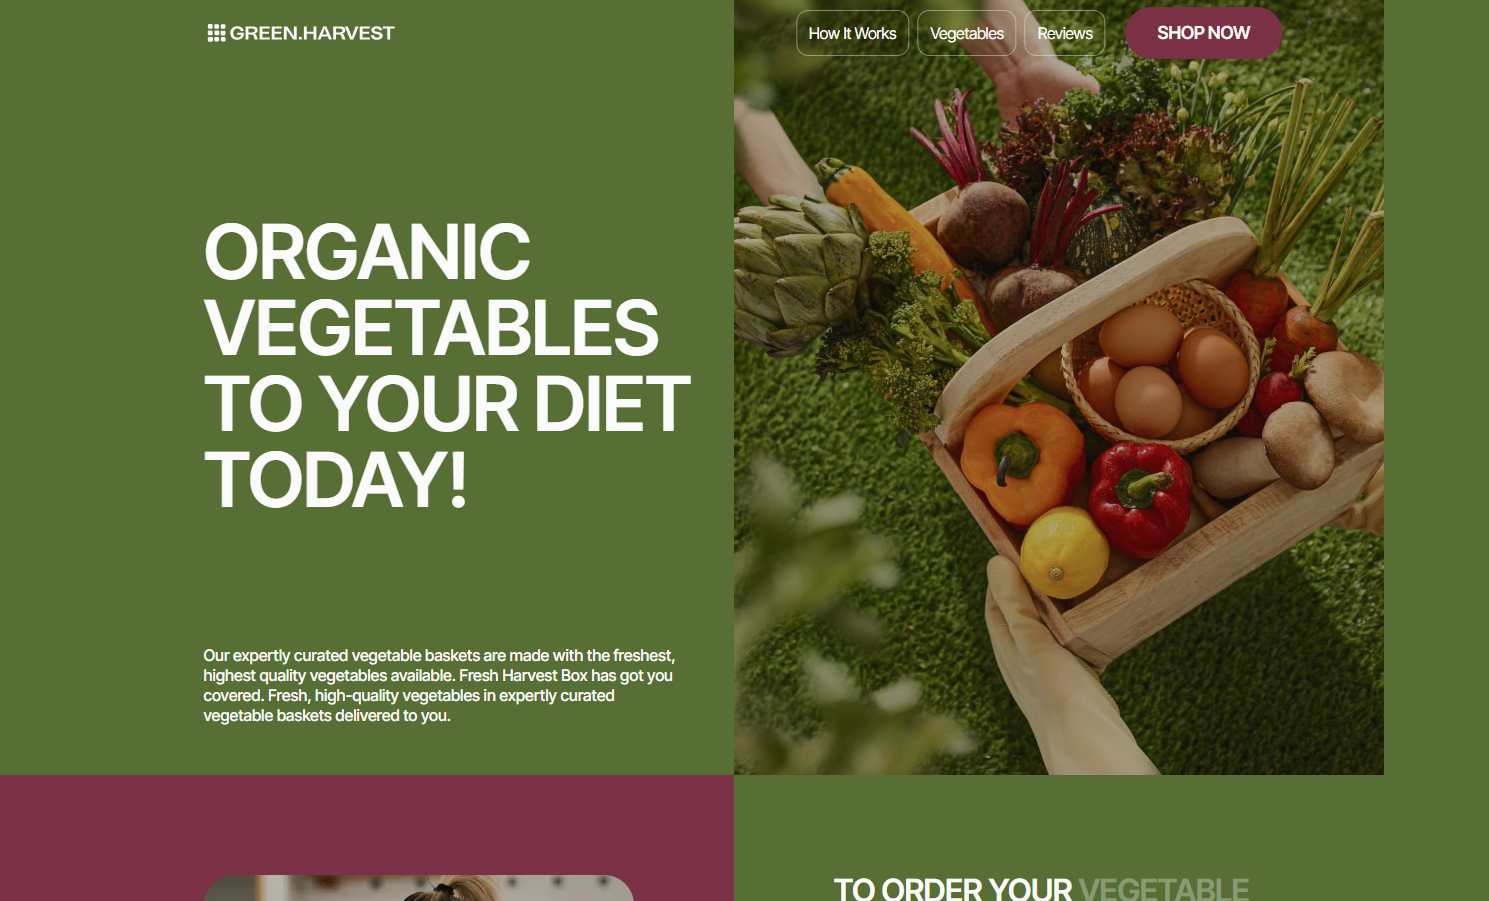 GREEN.HARVEST
How It Works
Vegetables
Reviews
SHOP NOW
ORGANIC
VEGETABLES
TO YOUR DIET
TODAY!
Our expertly curated vegetable baskets are made with the freshest,
highest quality vegetables available. Fresh Harvest Box has got you
covered. Fresh, high-quality vegetables in expertly curated
vegetable baskets delivered to you.
TO ORDER YOUR VEGETABLE